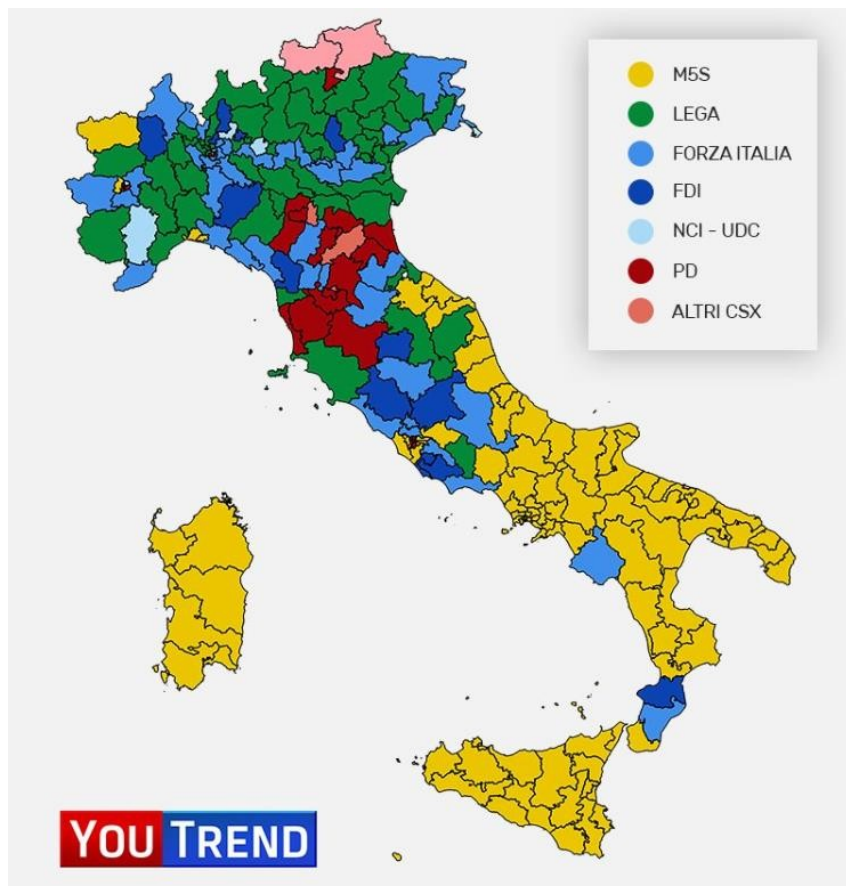 M5S
LEGA
FORZA ITALIA
FDI
NCI - UDC
PD
ALTRI CSX
YOU TREND